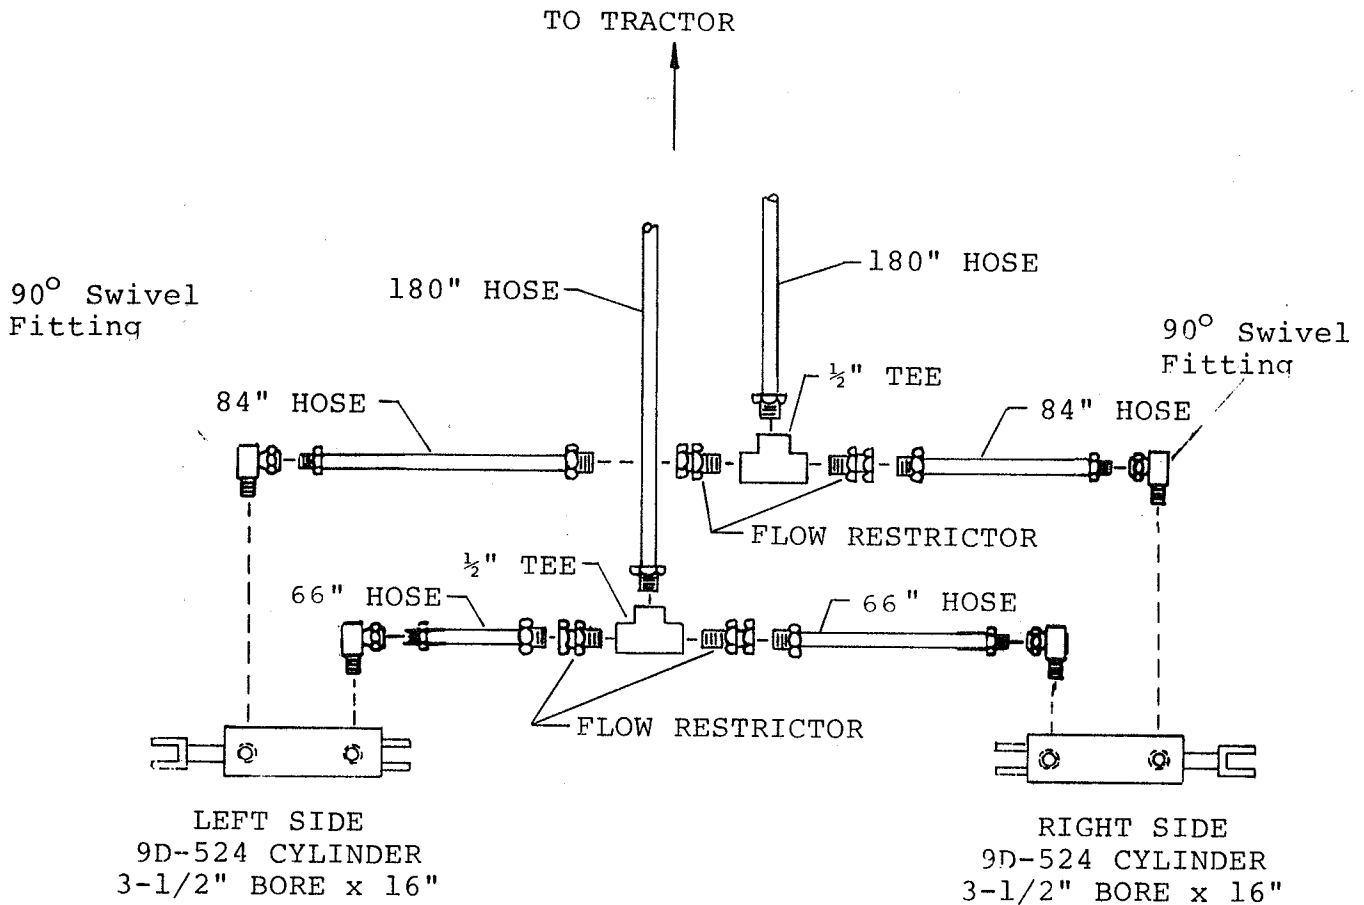 TO TRACTOR
180" HOSE
180" HOSE
90° Swivel
Fitting
90° Swivel
Fitting
½" TEE
84" HOSE
84" HOSE
FLOW RESTRICTOR
½" TEE
66" HOSE
66" HOSE
FLOW RESTRICTOR
LEFT SIDE
9D-524 CYLINDER
3-1/2" BORE x 16"
RIGHT SIDE
9D-524 CYLINDER
3-1/2" BORE x 16"